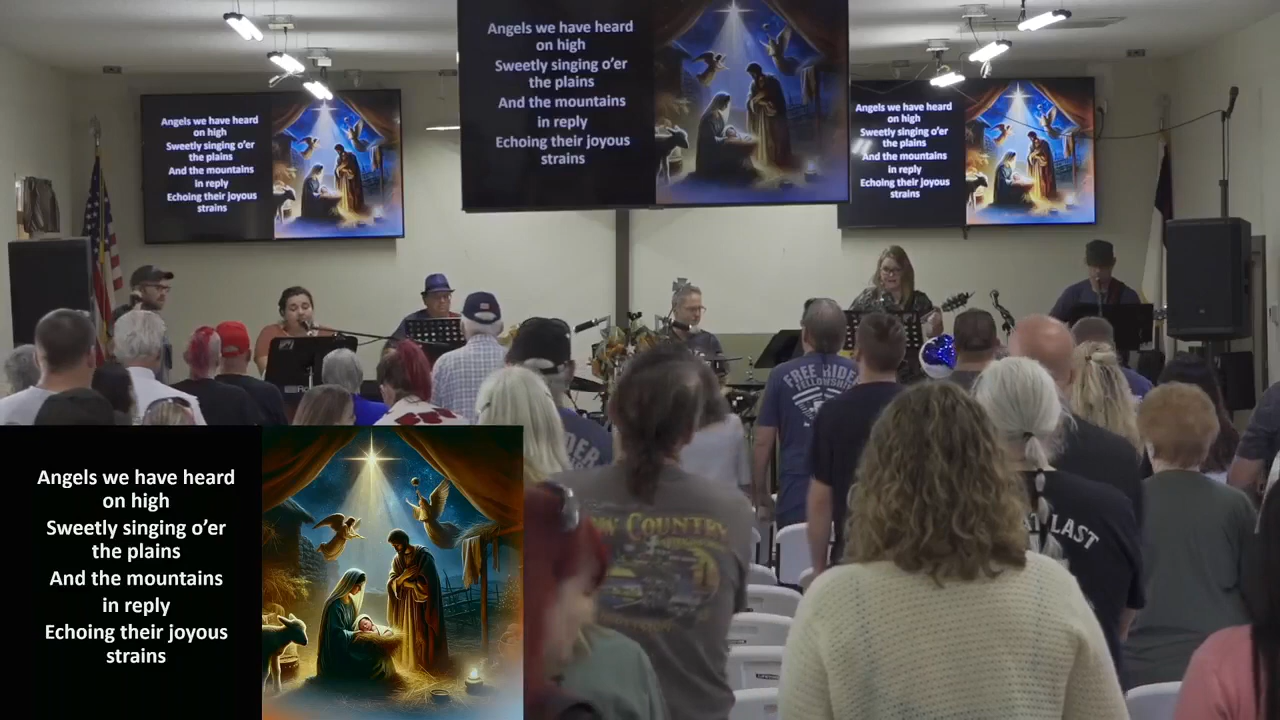 Angels we have heard
on high
Sweetly singing o'er
the plains
And the mountains
in reply
Echoing their joyous
strains
Angels we have heard
on high
Sweetly singing o'er
the plains
And the mountains
in reply
Echoing their joyous
strains
Angels we have heard
on high
Sweetly singing o'er
the plains
And the mountains
in reply
Echoing their joyous
strains
FREE RIDE
FELLOWSHIP
COUNTRY
LAST
Angels we have heard
on high
Sweetly singing o'er
the plains
And the mountains
in reply
Echoing their joyous
strains